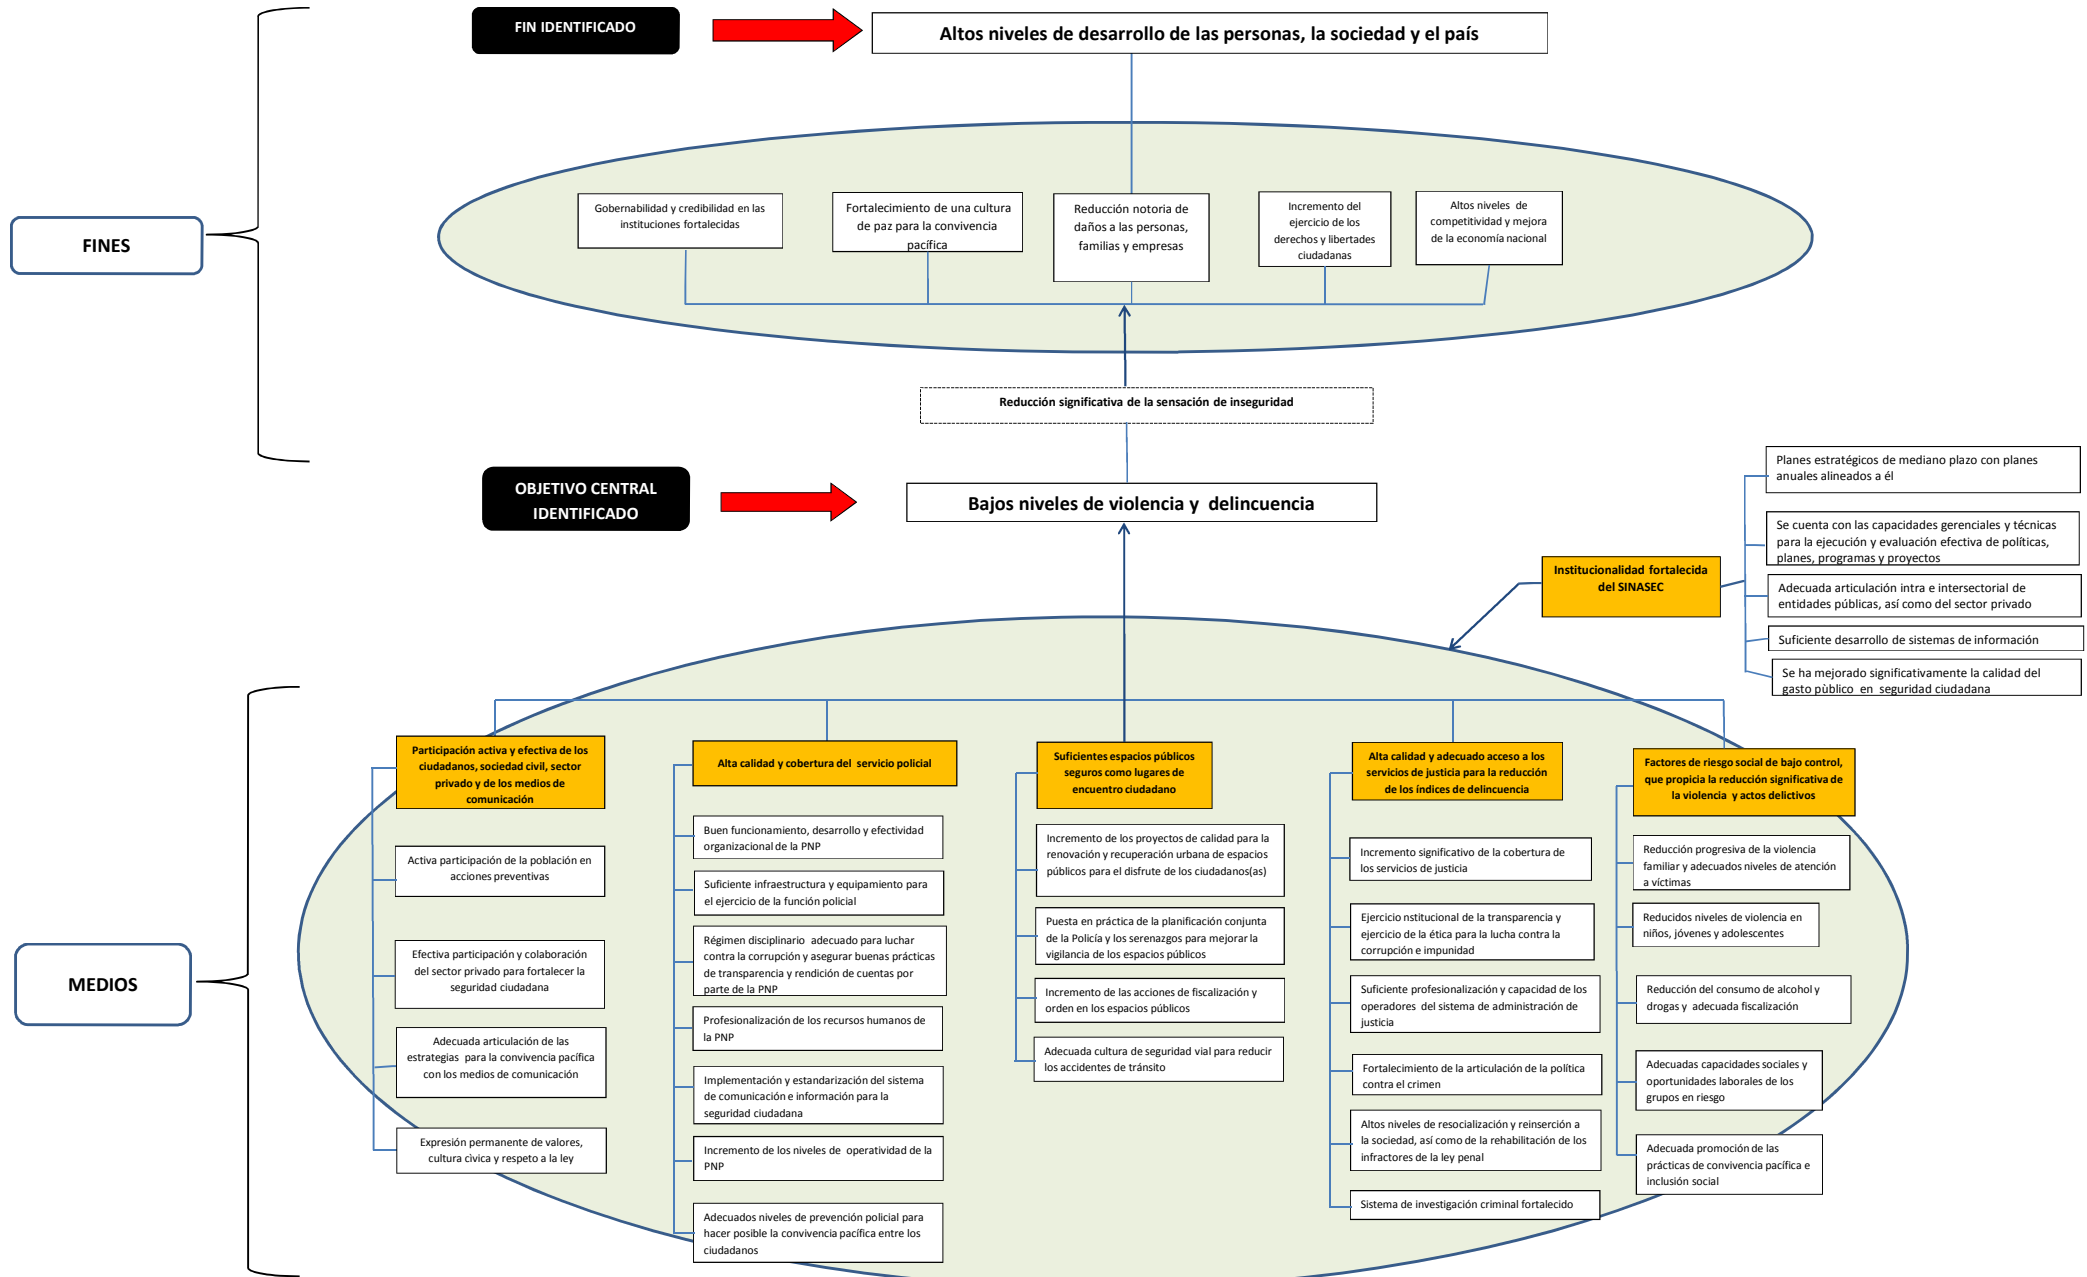 FIN IDENTIFICADO
Altos niveles de desarrollo de las personas, la sociedad y el país
FINES
Gobernabilidad y credibilidad en las
instituciones fortalecidas
Fortalecimiento de una cultura
de paz para la convivencia
pacífica
Reducción notoria de
daños a las personas,
familias y empresas
Incremento del
ejercicio de los
derechos y libertades
ciudadanas
Altos niveles de
competitividad y mejora
de la economía nacional
Reducción significativa de la sensación de inseguridad
OBJETIVO CENTRAL
IDENTIFICADO
Bajos niveles de violencia y delincuencia
Institucionalidad fortalecida
del SINASEC
Planes estratégicos de mediano plazo con planes
anuales alineados a él
Se cuenta con las capacidades gerenciales y técnicas
para la ejecución y evaluación efectiva de políticas,
planes, programas y proyectos
Adecuada articulación intra e intersectorial de
entidades públicas, así como del sector privado
Suficiente desarrollo de sistemas de información
Se ha mejorado significativamente la calidad del
gasto pùblico en seguridad ciudadana
MEDIOS
Participación activa y efectiva de los
ciudadanos, sociedad civil, sector
privado y de los medios de
comunicación
Activa participación de la población en
acciones preventivas
Efectiva participación y colaboración
del sector privado para fortalecer la
seguridad ciudadana
Adecuada articulación de las
estrategias para la convivencia pacífica
con los medios de comunicación
Expresión permanente de valores,
cultura cìvica y respeto a la ley
Alta calidad y cobertura del servicio policial
Buen funcionamiento, desarrollo y efectividad
organizacional de la PNP
Suficiente infraestructura y equipamiento para
el ejercicio de la función policial
Régimen disciplinario adecuado para luchar
contra la corrupción y asegurar buenas prácticas
de transparencia y rendición de cuentas por
parte de la PNP
Profesionalización de los recursos humanos de
la PNP
Implementación y estandarización del sistema
de comunicación e información para la
seguridad ciudadana
Incremento de los niveles de operatividad de la
PNP
Adecuados niveles de prevención policial para
hacer posible la convivencia pacífica entre los
ciudadanos
Suficientes espacios públicos
seguros como lugares de
encuentro ciudadano
Incremento de los proyectos de calidad para la
renovación y recuperación urbana de espacios
públicos para el disfrute de los ciudadanos(as)
Puesta en práctica de la planificación conjunta
de la Policía y los serenazgos para mejorar la
vigilancia de los espacios públicos
Incremento de las acciones de fiscalización y
orden en los espacios públicos
Adecuada cultura de seguridad vial para reducir
los accidentes de tránsito
Alta calidad y adecuado acceso a los
servicios de justicia para la reducción
de los índices de delincuencia
Incremento significativo de la cobertura de
los servicios de justicia
Ejercicio nstitucional de la transparencia y
ejercicio de la ética para la lucha contra la
corrupción e impunidad
Suficiente profesionalización y capacidad de los
operadores del sistema de administración de
justicia
Fortalecimiento de la articulación de la política
contra el crimen
Altos niveles de resocialización y reinserción a
la sociedad, así como de la rehabilitación de los
infractores de la ley penal
Sistema de investigación criminal fortalecido
Factores de riesgo social de bajo control,
que propicia la reducción significativa de
la violencia y actos delictivos
Reducción progresiva de la violencia
familiar y adecuados niveles de atención
a víctimas
Reducidos niveles de violencia en
niños, jóvenes y adolescentes
Reducción del consumo de alcohol y
drogas y adecuada fiscalización
Adecuadas capacidades sociales y
oportunidades laborales de los
grupos en riesgo
Adecuada promoción de las
prácticas de convivencia pacífica e
inclusión social